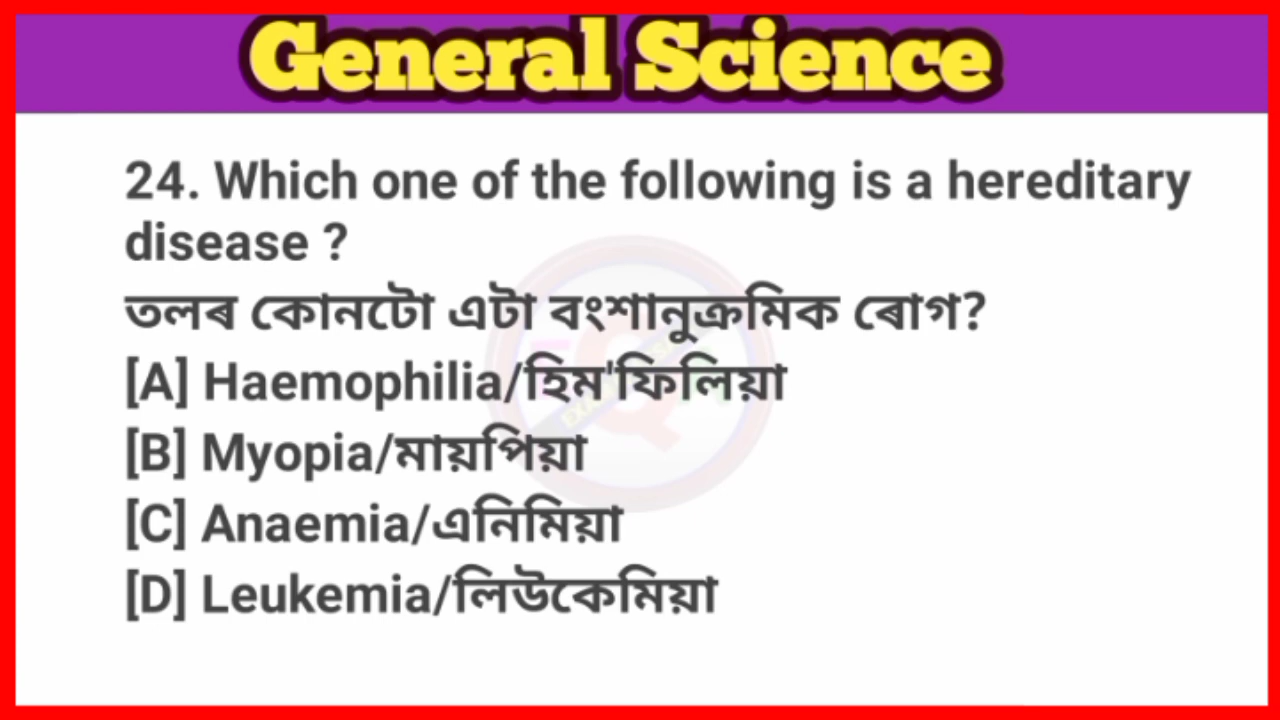 General Science
24. Which one of the following is a hereditary
disease ?
তলৰ কোনটো এটা বংশানুক্ৰমিক ৰোগ?
[A] Haemophilia/হিম'ফিলিয়া
[B] Myopia/মায়পিয়া
[C] Anaemia/এনিমিয়া
[D] Leukemia/লিউকেমিয়া